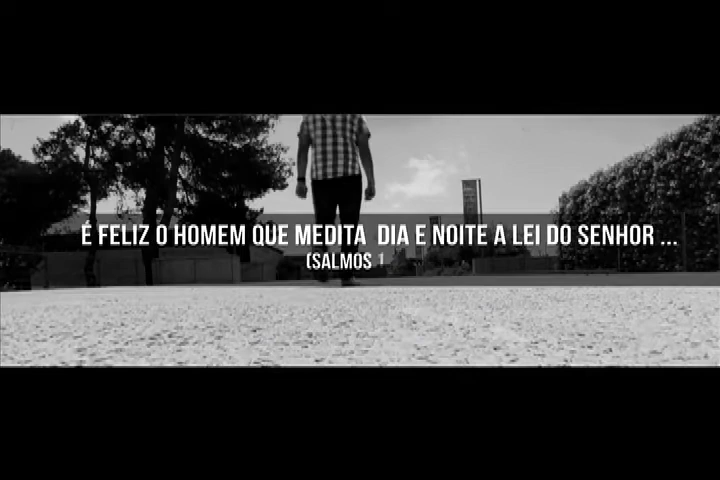 É FELIZ O HOMEM QUE MEDITA DIA E NOITE A LEI DO SENHOR ...
(SALMOS 1